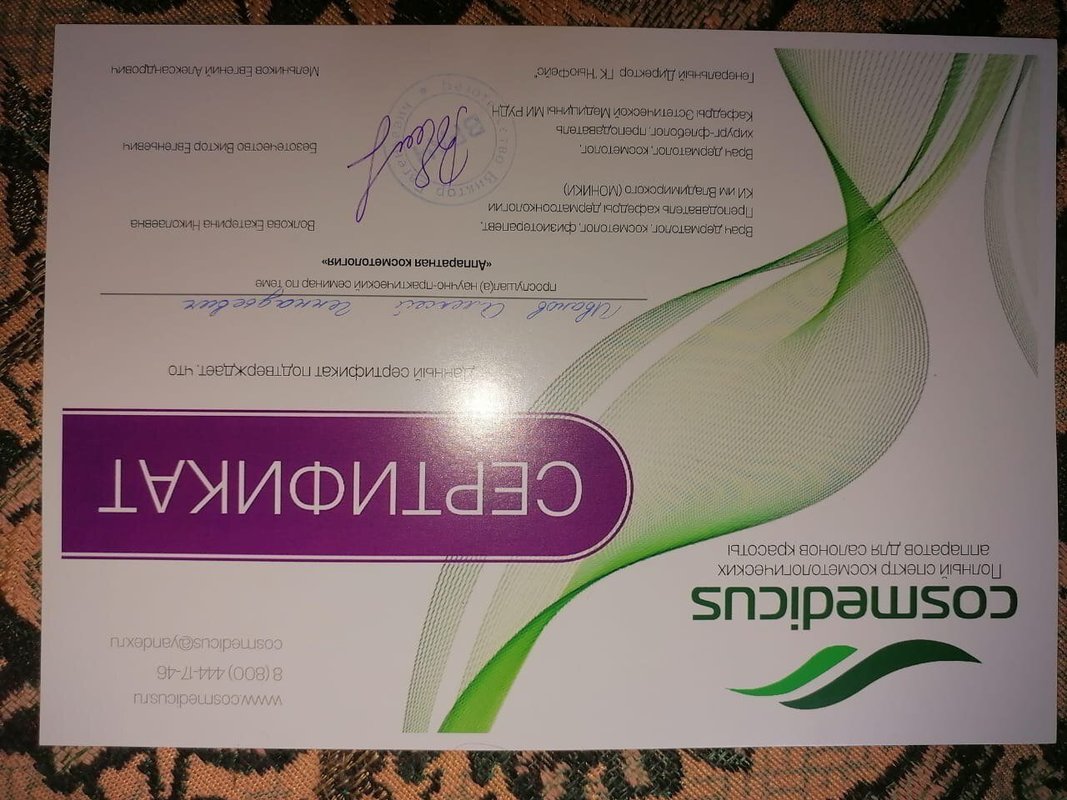 cosmedicus
Полный спектр косметологических
аппаратов для салонов красоты
www.cosmedicus.ru
8 (800) 444-17-46
cosmedicus@yandex.ru
СЕРТИФИКАТ
Данный сертификат подтверждает, что
Иванов Алексей Геннадьевич
прослушал(а) научно-практический семинар по теме
«Аппаратная косметология»
Врач дерматолог, косметолог, физиотерапевт,
Преподаватель кафедры дерматоонкологии
КИ им Владимирского (МОНИКИ)
Волкова Екатерина Николаевна
Врач дерматолог, косметолог,
хирург-флеболог, преподаватель
Кафедры Эстетической Медицины МИ РУДН
Безотечество Виктор Евгеньевич
Генеральный Директор ГК "НьюФейс"
Мельников Евгений Александрович